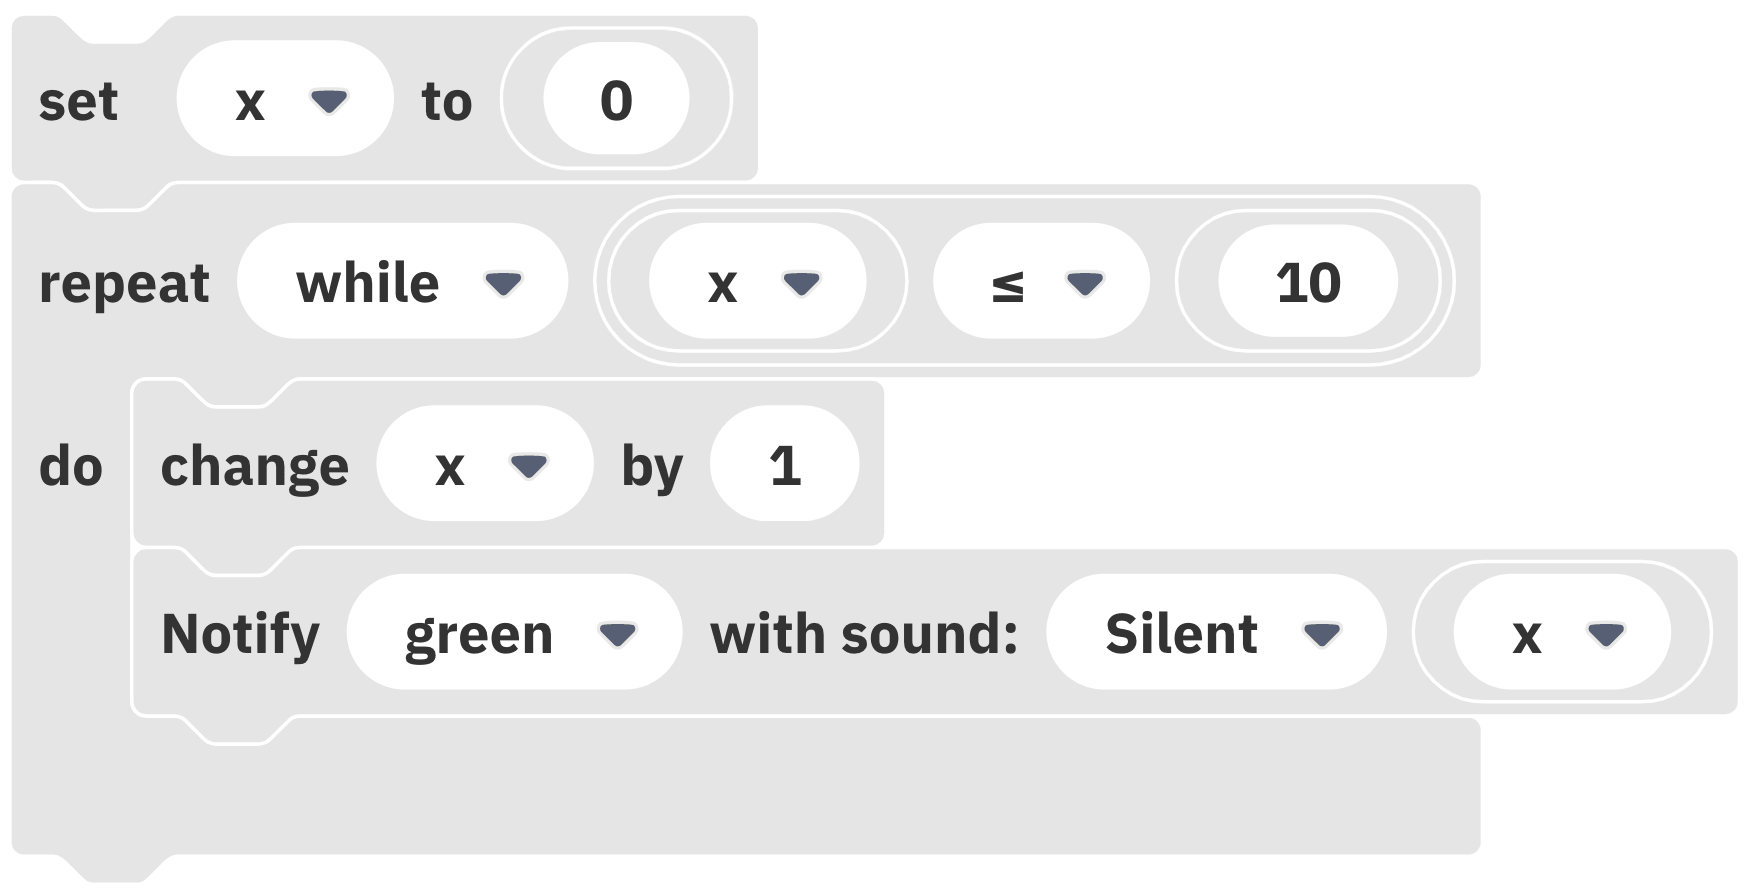 set x to 0
repeat while x ≤ 10
do change x by 1
Notify green with sound: Silent x